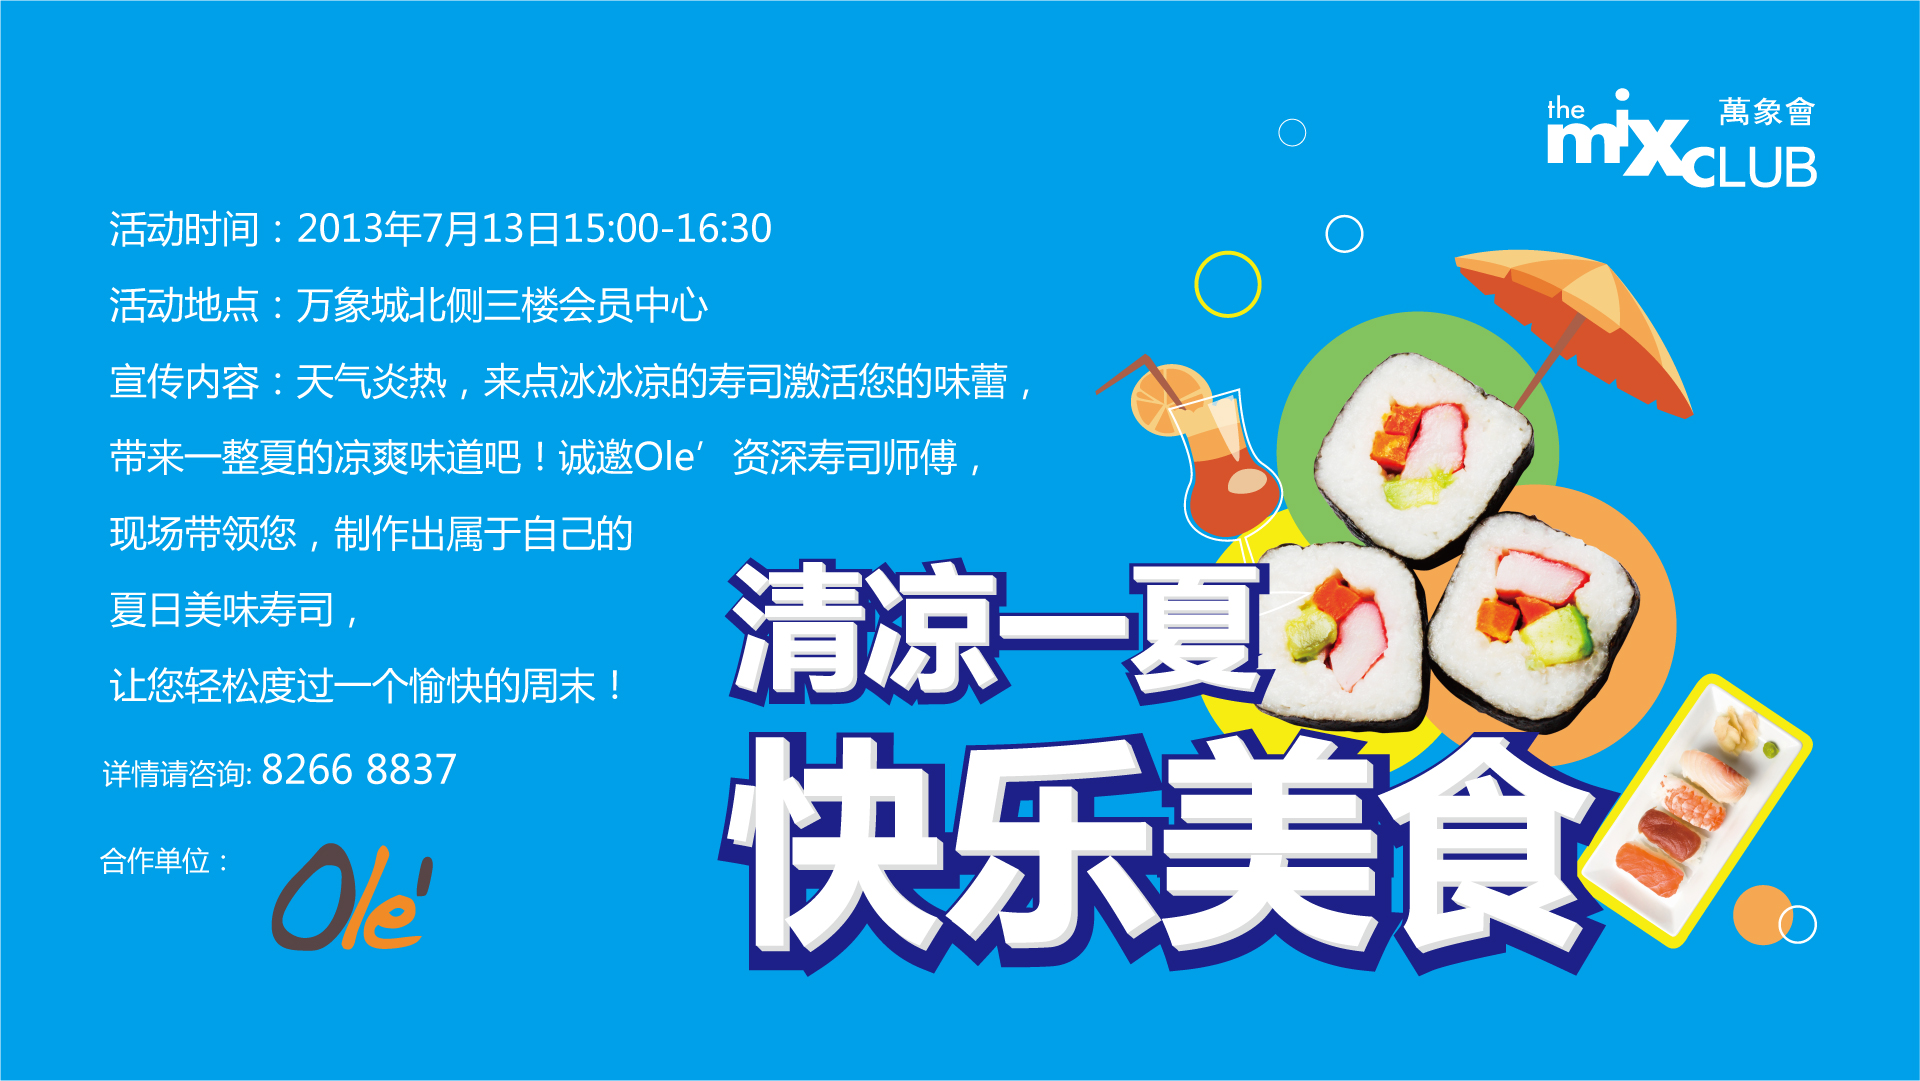 the mix CLUB 萬象會
活动时间：2013年7月13日15:00-16:30
活动地点：万象城北侧三楼会员中心
宣传内容：天气炎热，来点冰冰凉的寿司激活您的味蕾，
带来一整夏的凉爽味道吧！诚邀Ole’资深寿司师傅，
现场带领您，制作出属于自己的
夏日美味寿司，
让您轻松度过一个愉快的周末！
详情请咨询: 8266 8837
合作单位：
Ole'
清凉一夏
快乐美食